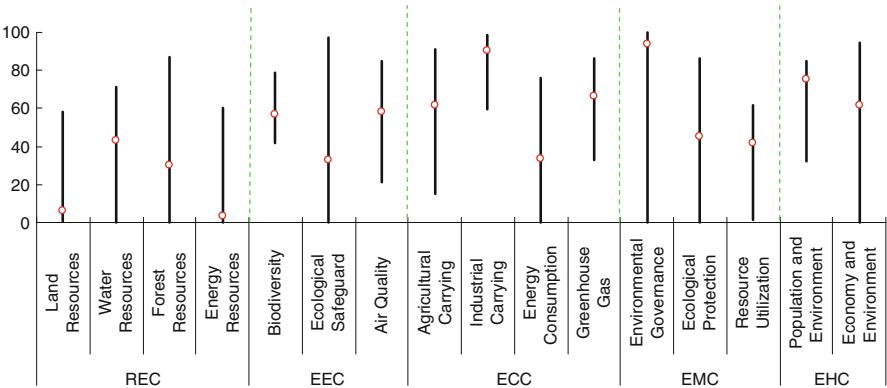 100
80
60
40
20
0
Land
Resources
Water
Resources
Forest
Resources
Energy
Resources
Biodiversity
Ecological
Safeguard
Air Quality
Agricultural
Carrying
Industrial
Carrying
Energy
Consumption
Greenhouse
Gas
Environmental
Governance
Ecological
Protection
Resource
Utilization
Population and
Environment
Economy and
Environment
REC
EEC
ECC
EMC
EHC